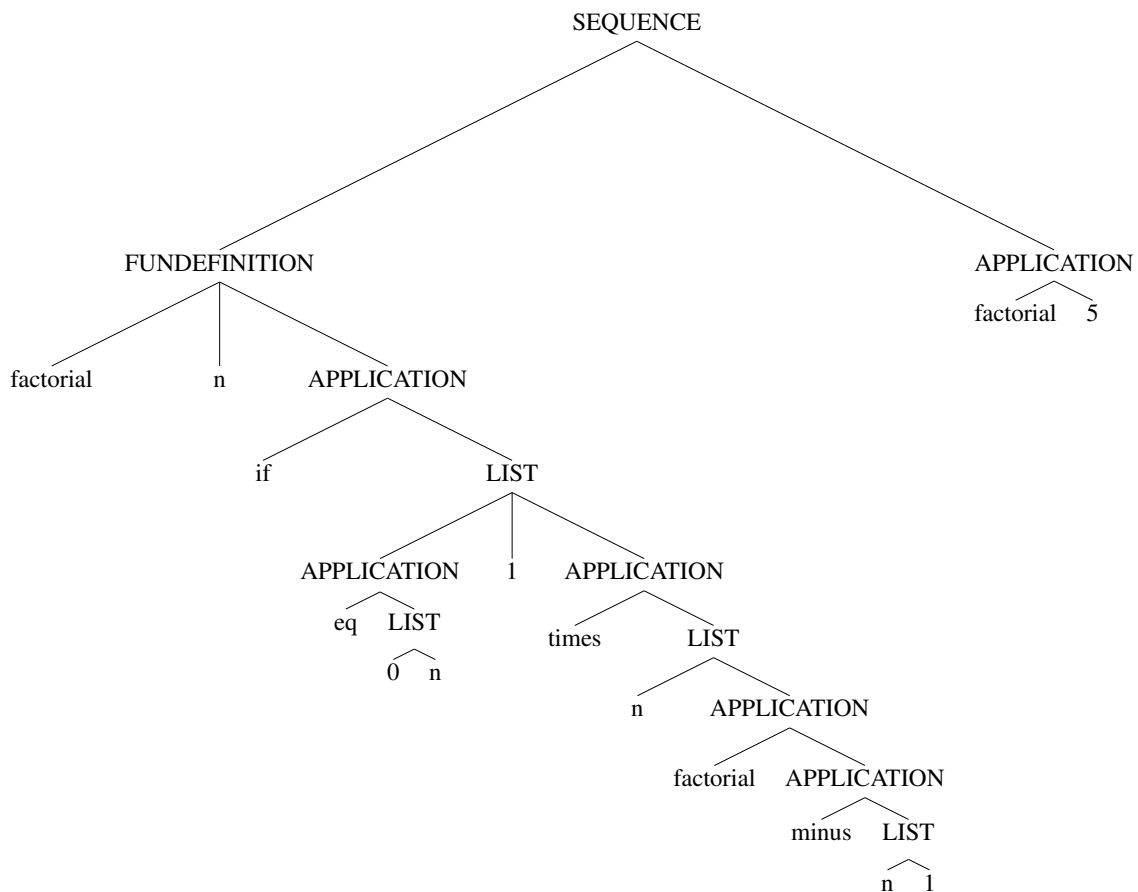 SEQUENCE
FUNDEFINITION APPLICATION
factorial 5
factorial n APPLICATION
if LIST
APPLICATION 1 APPLICATION
eq LIST times LIST
0 n
n APPLICATION
factorial APPLICATION
minus LIST
n 1